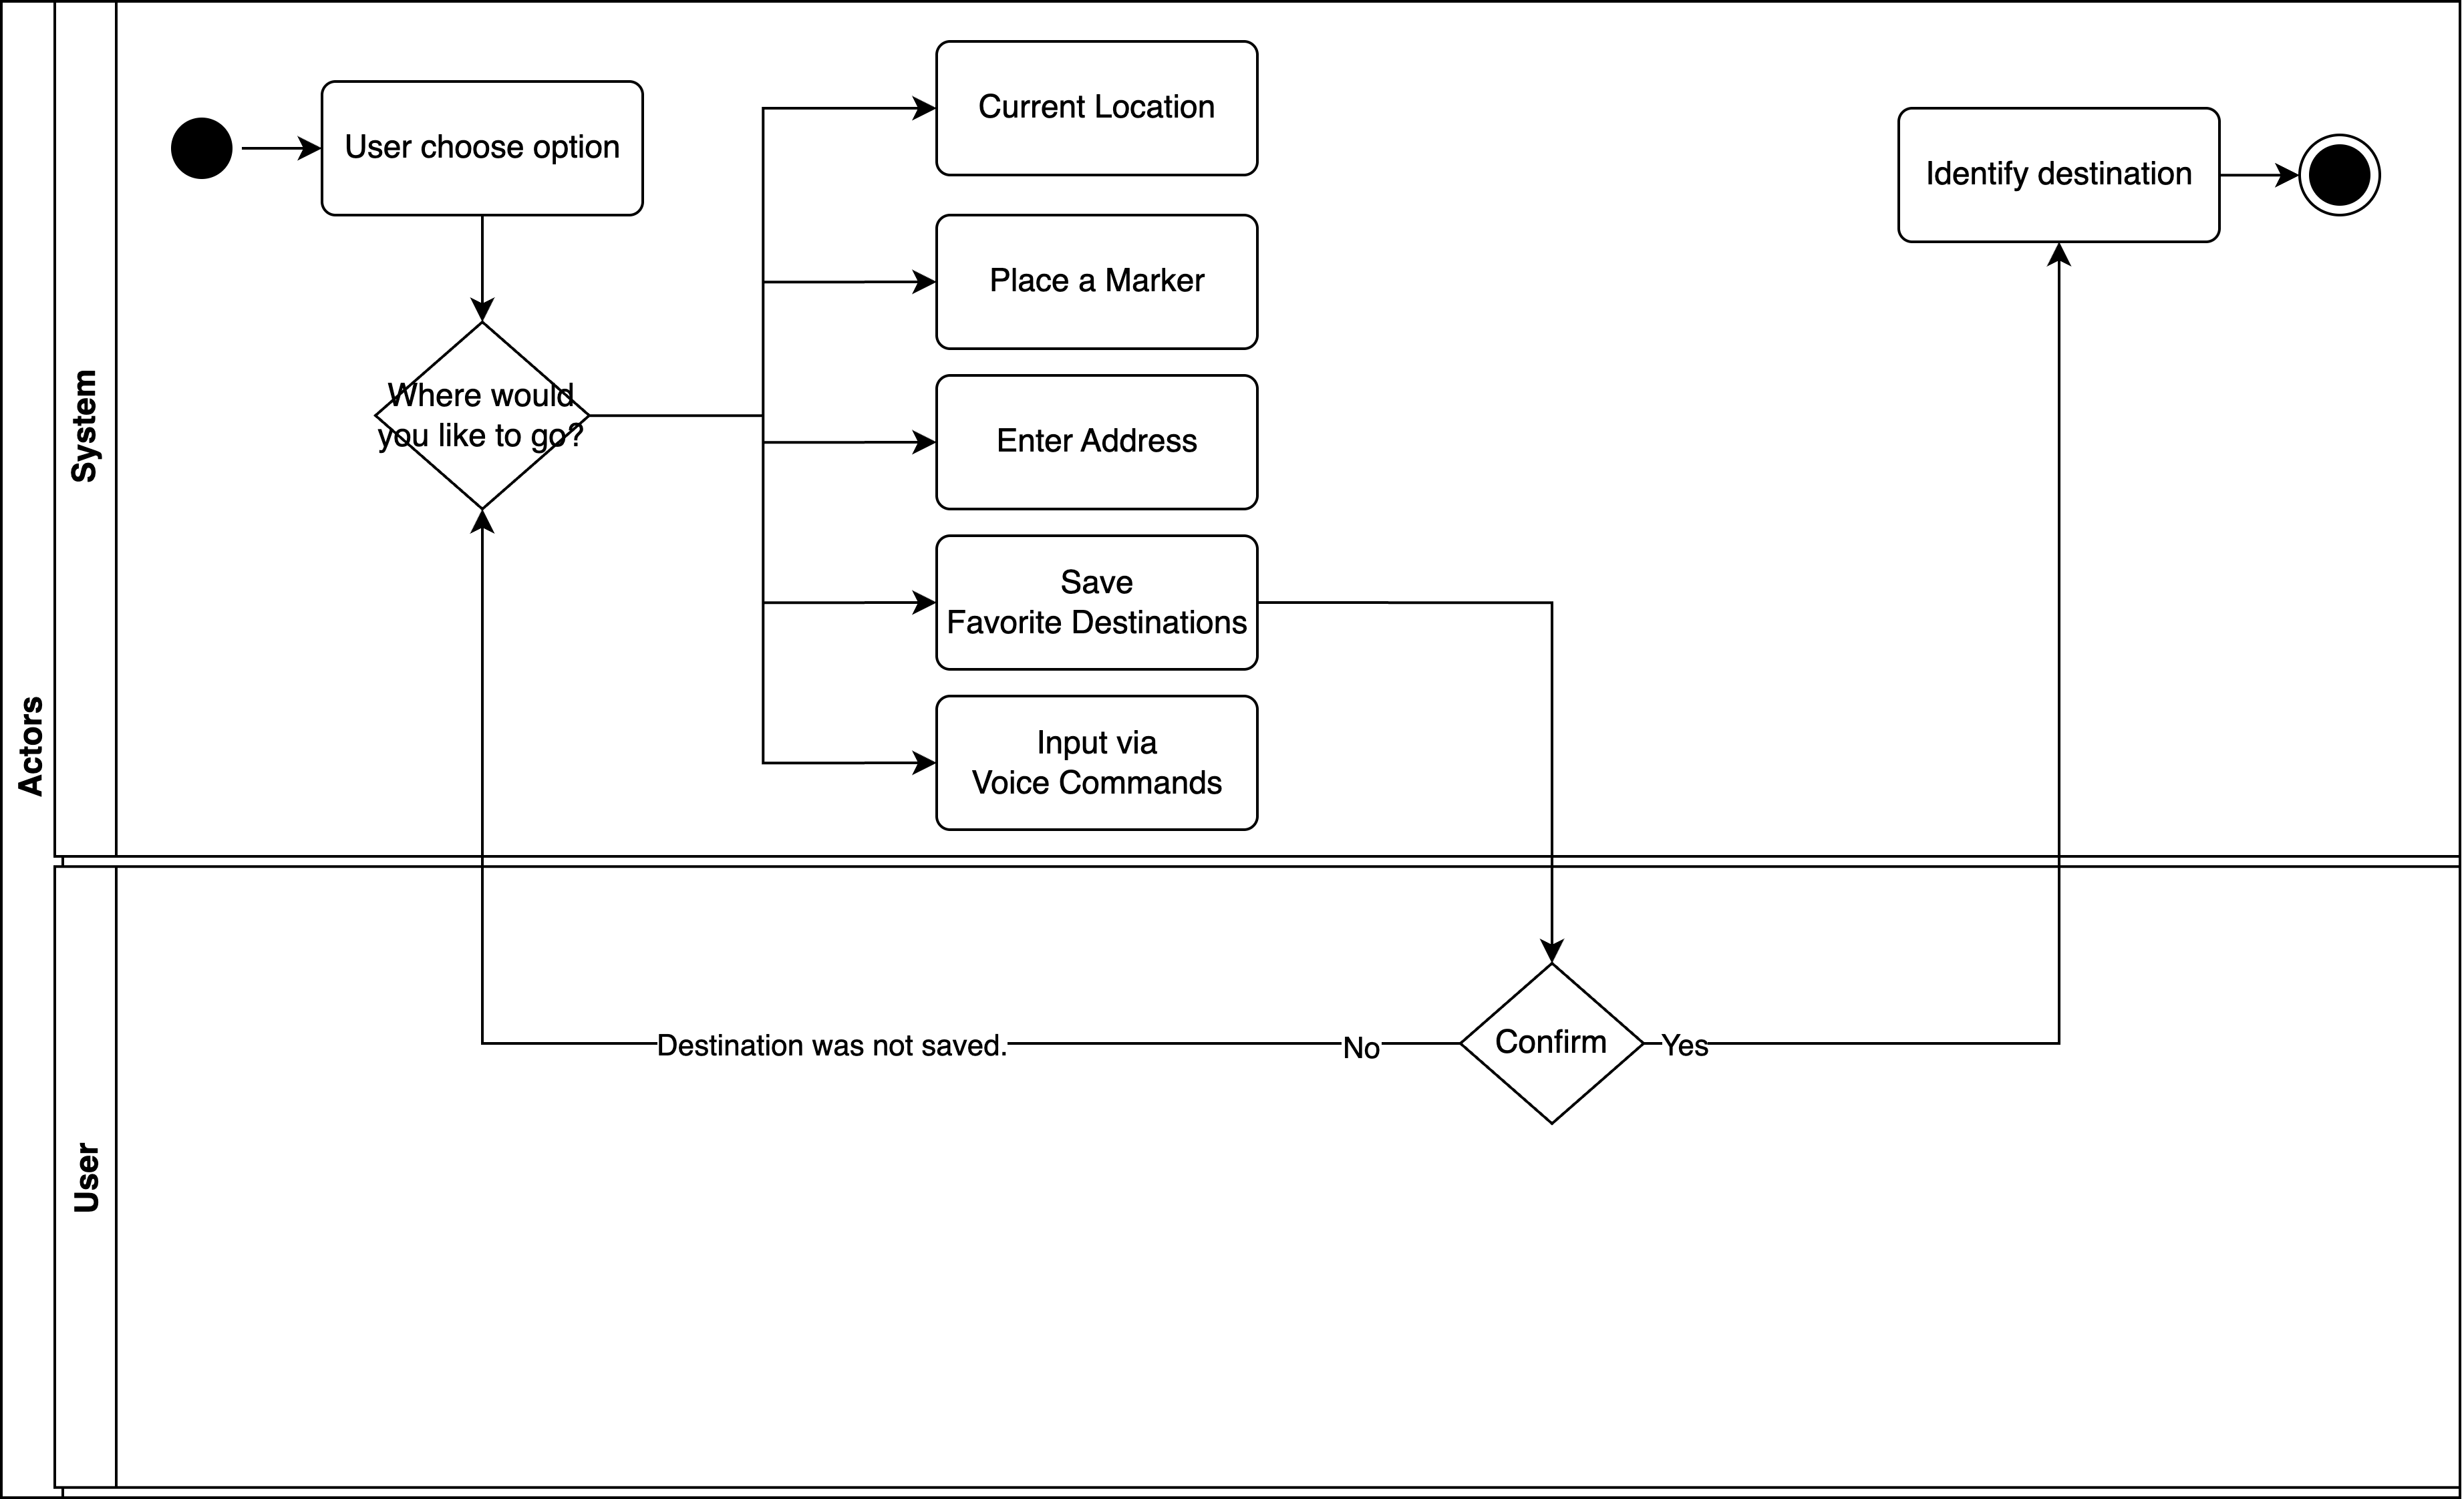 Actors
System
User choose option
Where would
you like to go?
Current Location
Place a Marker
Enter Address
Save
Favorite Destinations
Input via
Voice Commands
Identify destination
User
Destination was not saved.
No
Confirm
Yes